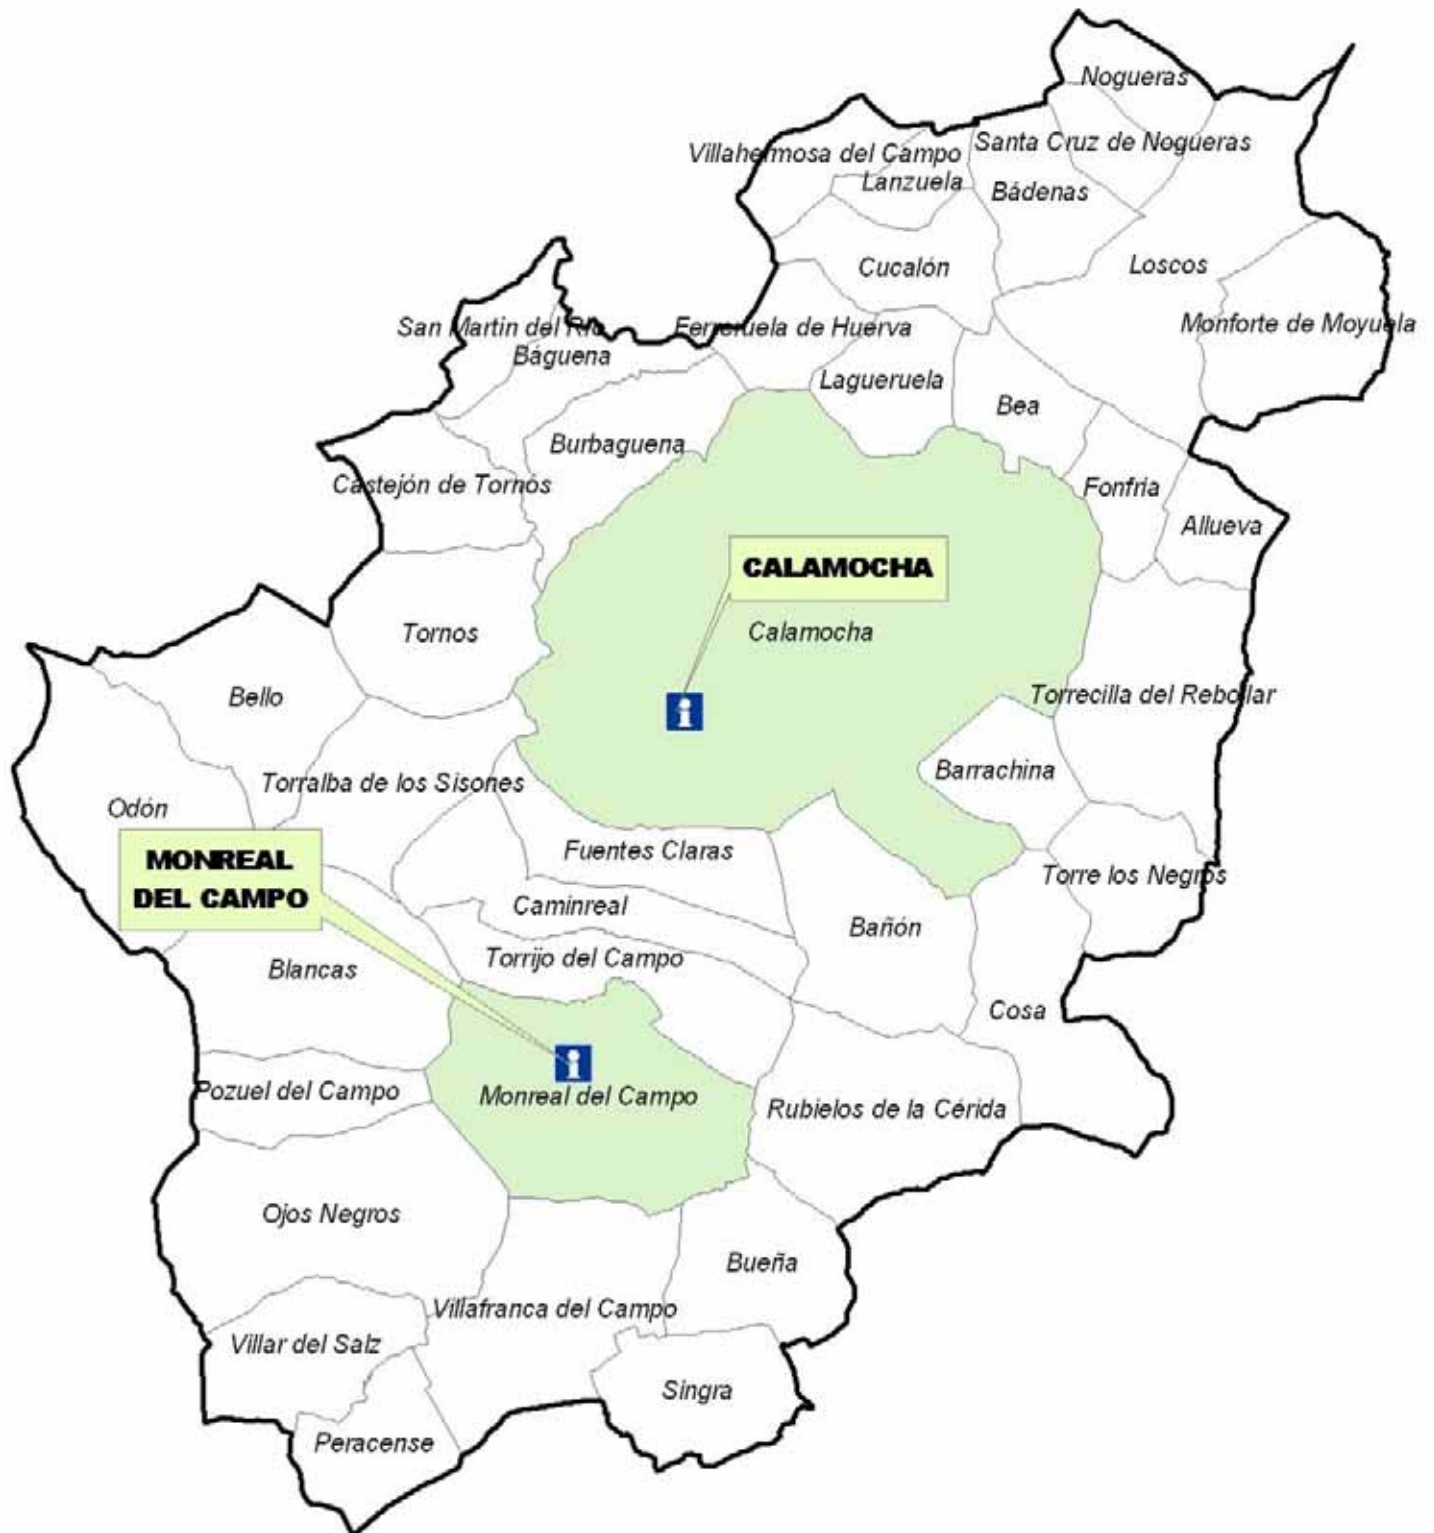 Nogueras
Santa Cruz de Nogueras
Villahermosa del Campo
Lanzuela
Bádenas
Loscos
Cucalón
Monforte de Moyuela
San Martin del Rio
Ferreruela de Huerva
Báguena
Lagueruela
Bea
Burbaguena
Castejón de Tornos
Fonfria
Allueva
CALAMOCHA
Calamocha
Tornos
Bello
Torrecilla del Rebollar
Barrachina
Torralba de los Sisones
Odón
Fuentes Claras
MONREAL
DEL CAMPO
Torre los Negros
Caminreal
Bañón
Torrijo del Campo
Blancas
Cosa
Pozuel del Campo
Monreal del Campo
Rubielos de la Cérida
Ojos Negros
Bueña
Villafranca del Campo
Villar del Salz
Singra
Peracense